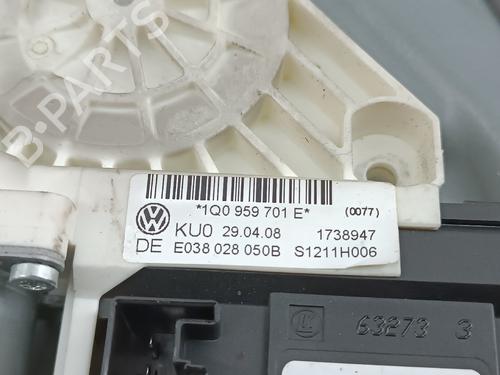 B-PARTS
*1Q0 959 701 E* (0077)
KU0 29.04.08 1738947
DE E038 028 050B S1211H006
63273 3